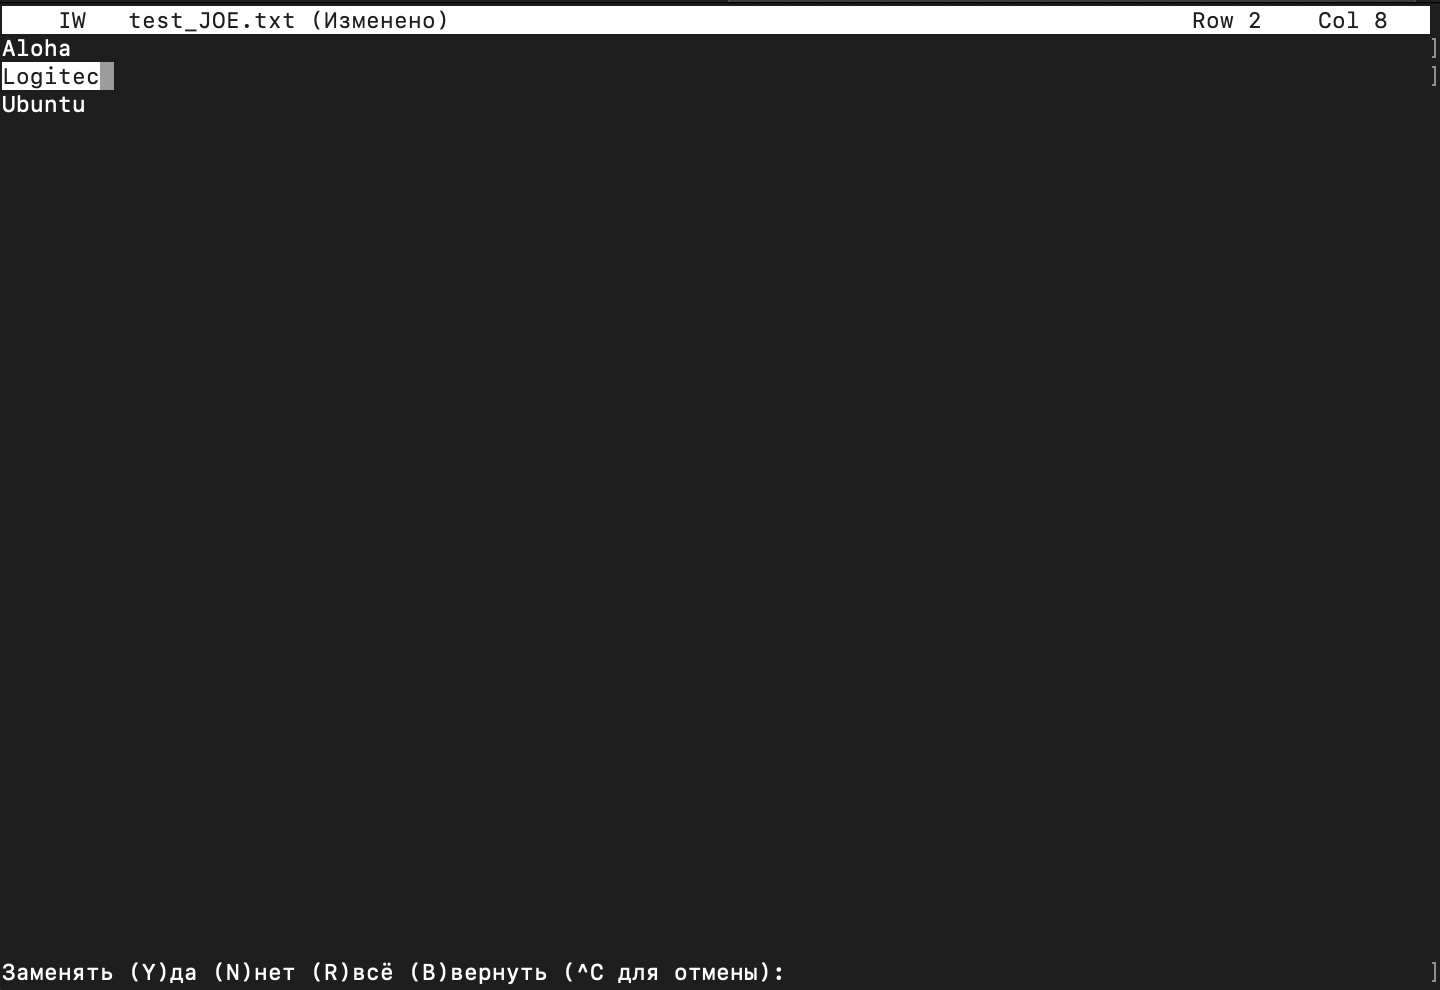 IW test_JOE.txt (Изменено) Row 2 Col 8
Aloha
Logitec
Ubuntu
Заменять (Y)да (N)нет (R)всё (B)вернуть (^C для отмены):